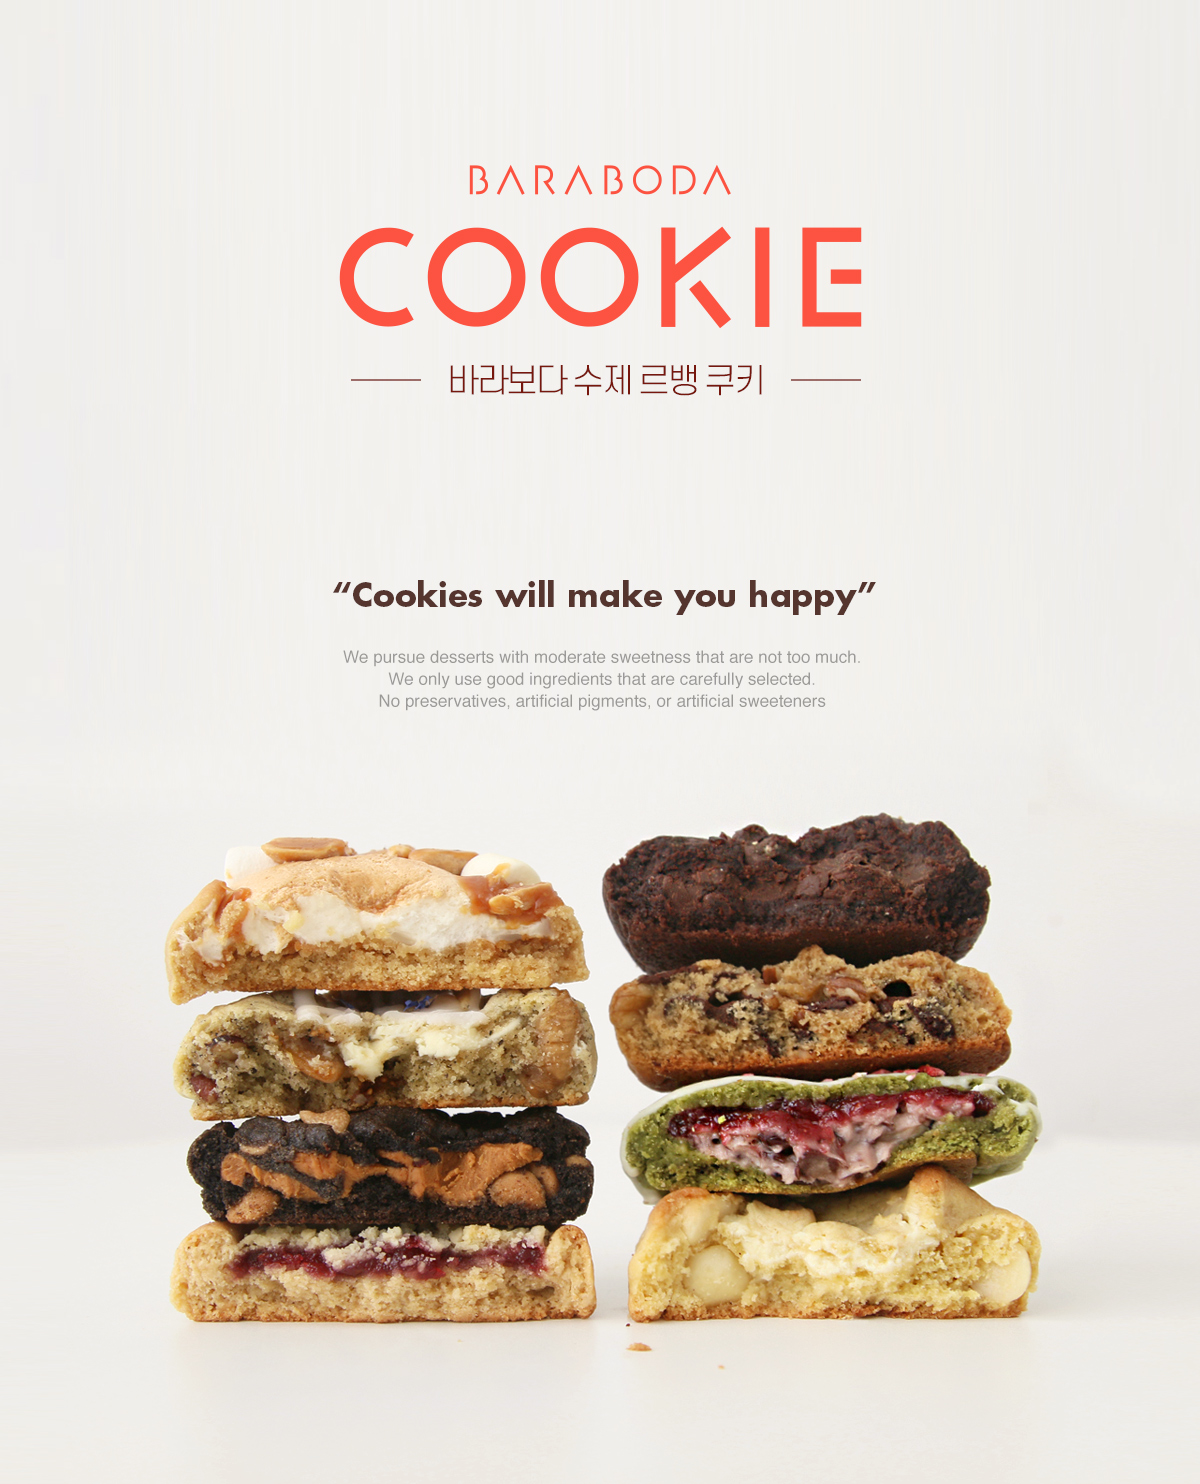 BARABODA
COOKIE
바라보다 수제 르뱅 쿠키
“Cookies will make you happy”
We pursue desserts with moderate sweetness that are not too much.
We only use good ingredients that are carefully selected.
No preservatives, artificial pigments, or artificial sweeteners